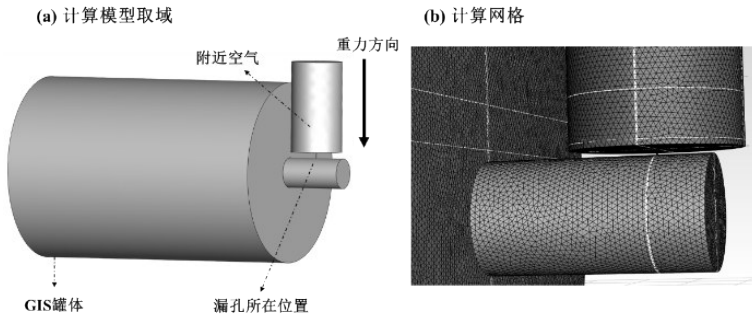 (a) 计算模型取域
(b) 计算网格
重力方向
附近空气
GIS罐体
漏孔所在位置